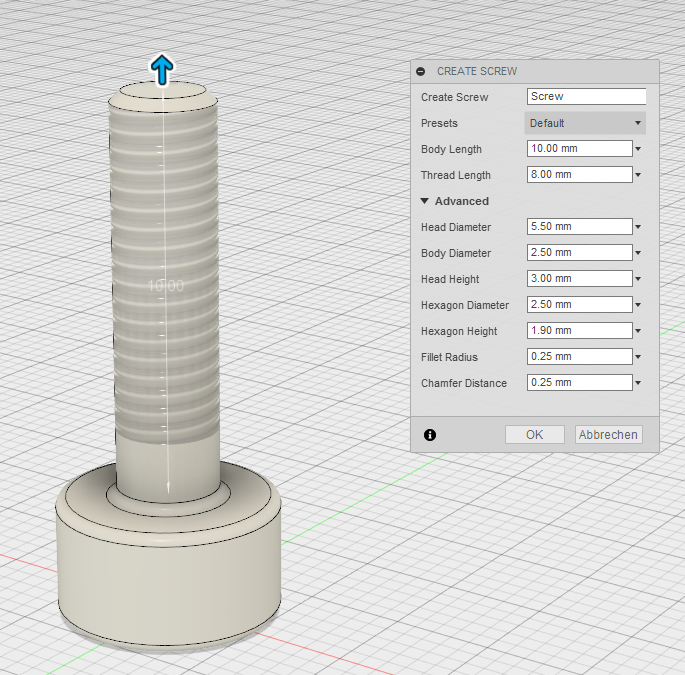 CREATE SCREW
Create Screw Screw
Presets Default
Body Length 10.00 mm
Thread Length 8.00 mm
Advanced
Head Diameter 5.50 mm
Body Diameter 2.50 mm
Head Height 3.00 mm
Hexagon Diameter 2.50 mm
Hexagon Height 1.90 mm
Fillet Radius 0.25 mm
Chamfer Distance 0.25 mm
OK Abbrechen
10.00